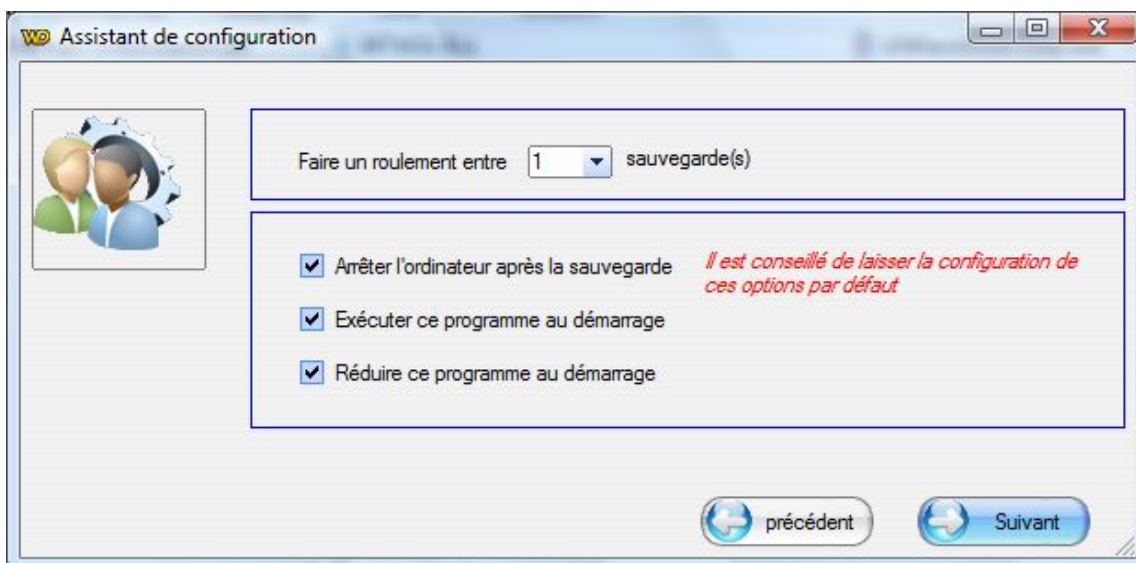 WD Assistant de configuration
Faire un roulement entre 1 sauvegarde(s)
Arrêter l'ordinateur après la sauvegarde
Il est conseillé de laisser la configuration de
ces options par défaut
Exécuter ce programme au démarrage
Réduire ce programme au démarrage
précédent
Suivant